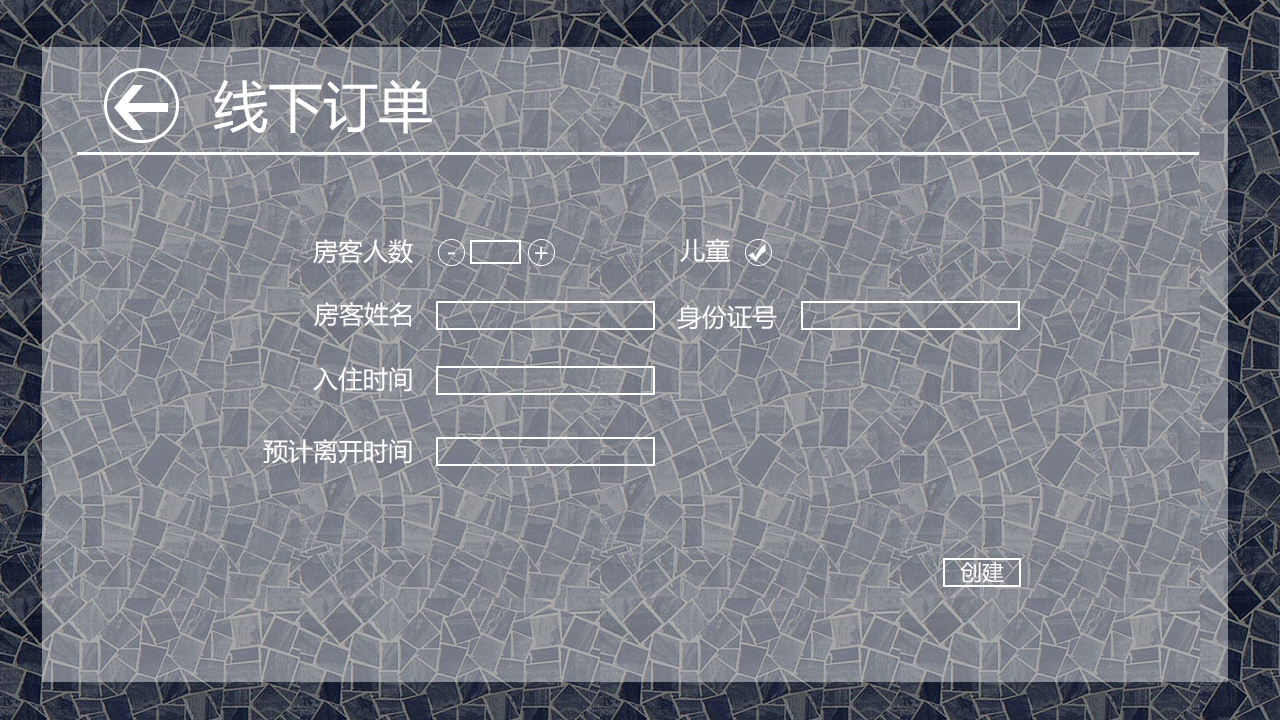 线下订单
房客人数 - + 儿童
房客姓名 身份证号
入住时间
预计离开时间
创建